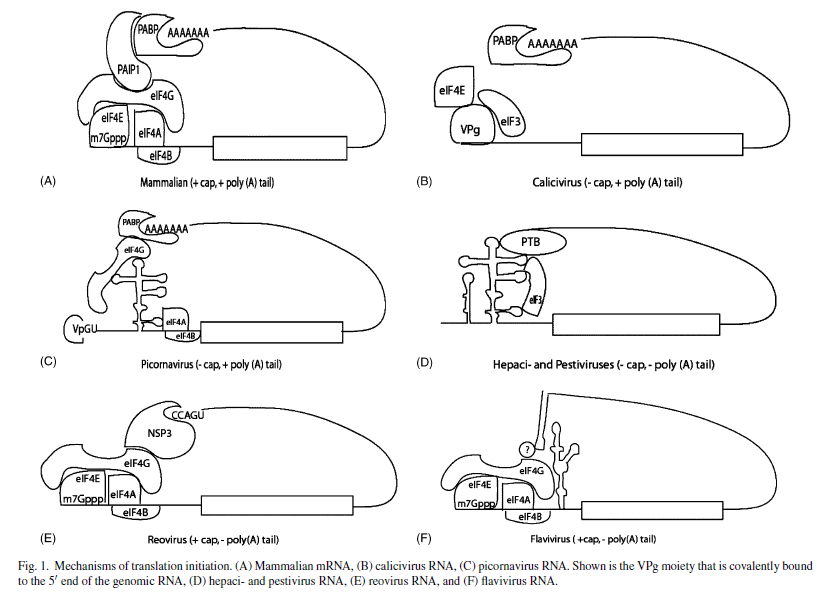 PABP AAAAAAA
PAIP1
eIF4G
eIF4E
m7Gppp
eIF4A
eIF4B
(A) Mammalian (+ cap, + poly (A) tail)
PABP AAAAAAA
eIF4E
VPg
eIF3
(B) Calicivirus (- cap, + poly (A) tail)
PABP AAAAAAA
eIF4G
VpGU
eIF4A
eIF4B
(C) Picornavirus (- cap, + poly (A) tail)
PTB
eIF3
(D) Hepaci- and Pestiviruses (- cap, - poly (A) tail)
CCAGU
NSP3
eIF4G
eIF4E
m7Gpppl
eIF4A
eIF4B
(E) Reovirus (+ cap, - poly(A) tail)
?
eIF4G
eIF4E
m7Gppp
eIF4A
eIF4B
(F) Flavivirus ( +cap, - poly(A) tail)
Fig. 1. Mechanisms of translation initiation. (A) Mammalian mRNA, (B) calicivirus RNA, (C) picornavirus RNA. Shown is the VPg moiety that is covalently bound
to the 5′ end of the genomic RNA, (D) hepaci- and pestivirus RNA, (E) reovirus RNA, and (F) flavivirus RNA.